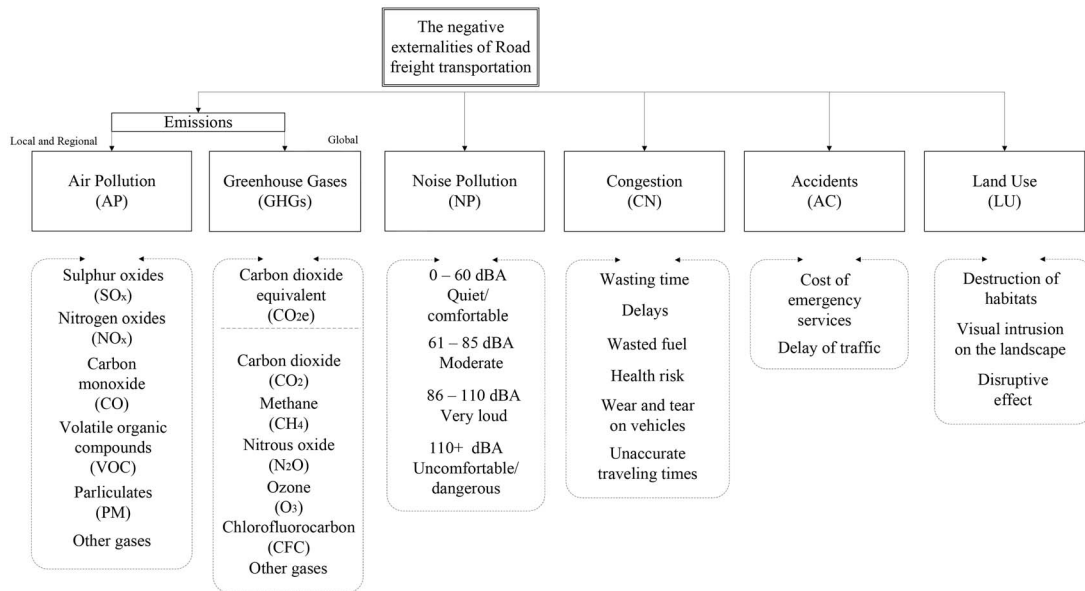 The negative
externalities of Road
freight transportation
Emissions
Local and Regional
Global
Air Pollution
(AP)
Greenhouse Gases
(GHGs)
Noise Pollution
(NP)
Congestion
(CN)
Accidents
(AC)
Land Use
(LU)
Sulphur oxides
(SOx)
Nitrogen oxides
(NOx)
Carbon
monoxide
(CO)
Volatile organic
compounds
(VOC)
Parliculates
(PM)
Other gases
Carbon dioxide
equivalent
(CO2e)
Carbon dioxide
(CO2)
Methane
(CH4)
Nitrous oxide
(N2O)
Ozone
(O3)
Chlorofluorocarbon
(CFC)
Other gases
0 – 60 dBA
Quiet/
comfortable
61 – 85 dBA
Moderate
86 – 110 dBA
Very loud
110+ dBA
Uncomfortable/
dangerous
Wasting time
Delays
Wasted fuel
Health risk
Wear and tear
on vehicles
Unaccurate
traveling times
Cost of
emergency
services
Delay of traffic
Destruction of
habitats
Visual intrusion
on the landscape
Disruptive
effect